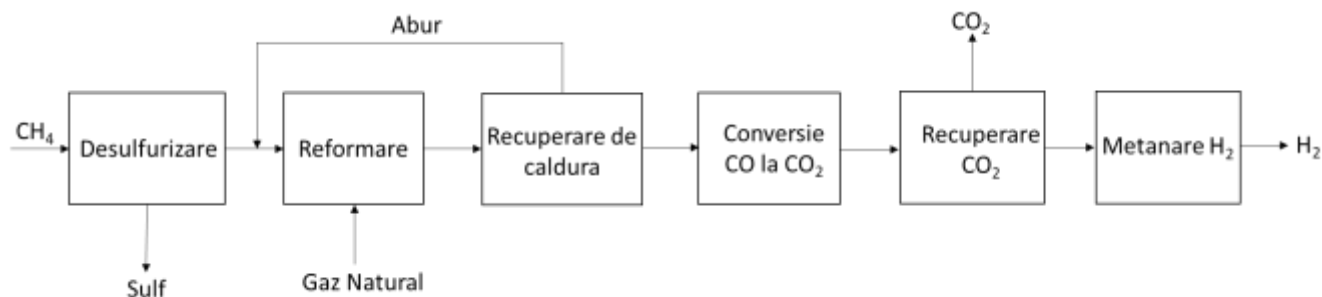 Abur
CO₂
CH₄
Desulfurizare
Reformare
Recuperare de
caldura
Conversie
CO la CO₂
Recuperare
CO₂
Metanare H₂
H₂
Sulf
Gaz Natural